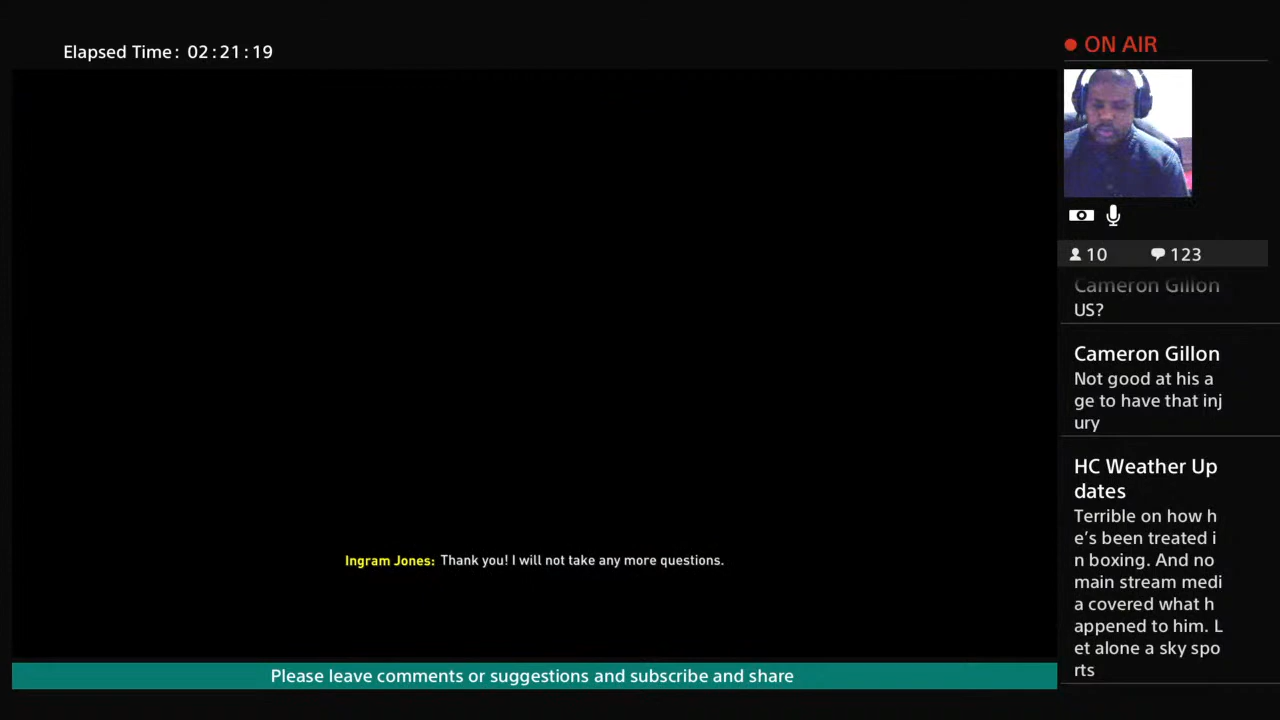 Elapsed Time: 02:21:19
ON AIR
10 123
Cameron Gillon
US?
Cameron Gillon
Not good at his a
ge to have that inj
ury
HC Weather Up
dates
Terrible on how h
e's been treated i
n boxing. And no
main stream medi
a covered what h
appened to him. L
et alone a sky spo
rts
Ingram Jones: Thank you! I will not take any more questions.
Please leave comments or suggestions and subscribe and share